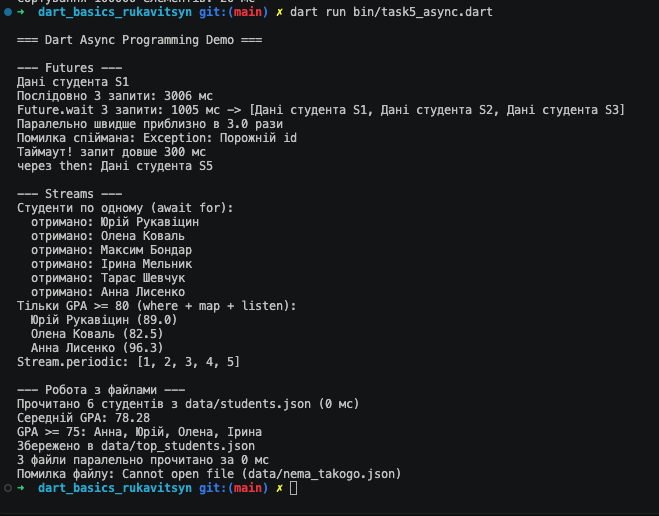 ➜  dart_basics_rukavitsyn git:(main) ✗ dart run bin/task5_async.dart
=== Dart Async Programming Demo ===
--- Futures ---
Дані студента S1
Послідовно 3 запити: 3006 мс
Future.wait 3 запити: 1005 мс -> [Дані студента S1, Дані студента S2, Дані студента S3]
Паралельно швидше приблизно в 3.0 рази
Помилка спіймана: Exception: Порожній id
Таймаут! запит довше 300 мс
через then: Дані студента S5
--- Streams ---
Студенти по одному (await for):
  отримано: Юрій Рукавіцин
  отримано: Олена Коваль
  отримано: Максим Бондар
  отримано: Ірина Мельник
  отримано: Тарас Шевчук
  отримано: Анна Лисенко
Тільки GPA >= 80 (where + map + listen):
  Юрій Рукавіцин (89.0)
  Олена Коваль (82.5)
  Анна Лисенко (96.3)
Stream.periodic: [1, 2, 3, 4, 5]
--- Робота з файлами ---
Прочитано 6 студентів з data/students.json (0 мс)
Середній GPA: 78.28
GPA >= 75: Анна, Юрій, Олена, Ірина
Збережено в data/top_students.json
3 файли паралельно прочитано за 0 мс
Помилка файлу: Cannot open file (data/nema_takogo.json)
➜  dart_basics_rukavitsyn git:(main) ✗